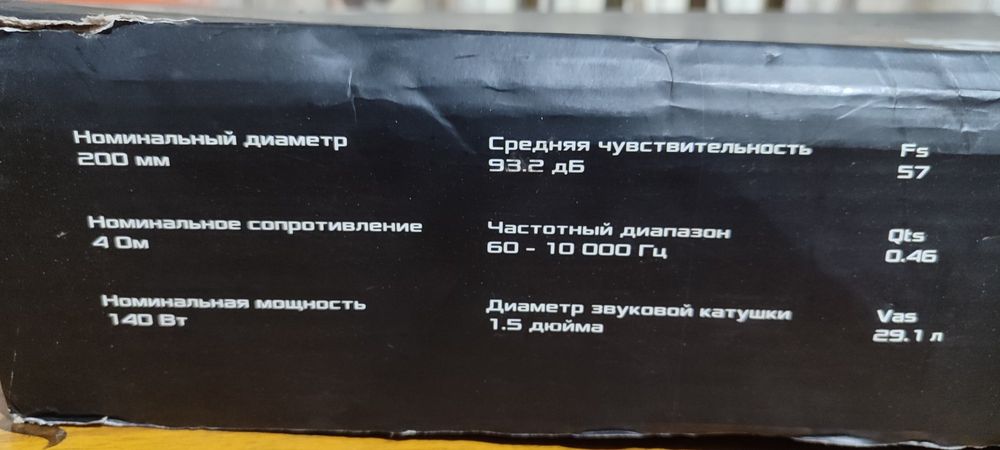 Номинальный диаметр
200 мм
Номинальное сопротивление
4 Ом
Номинальная мощность
140 Вт
Средняя чувствительность
93.2 дБ
Частотный диапазон
60 - 10 000 Гц
Диаметр звуковой катушки
1.5 дюйма
Fs
57
Qts
0.46
Vas
29.1 л